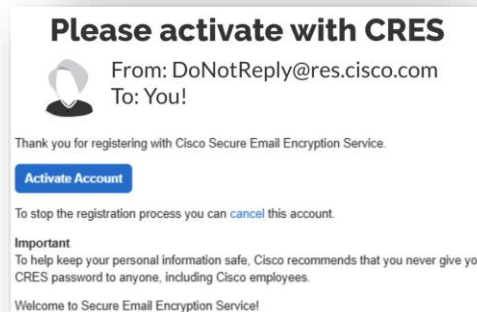 Please activate with CRES
From: DoNotReply@res.cisco.com
To: You!
Thank you for registering with Cisco Secure Email Encryption Service.
Activate Account
To stop the registration process you can cancel this account.
Important
To help keep your personal information safe, Cisco recommends that you never give yo
CRES password to anyone, including Cisco employees.
Welcome to Secure Email Encryption Service!